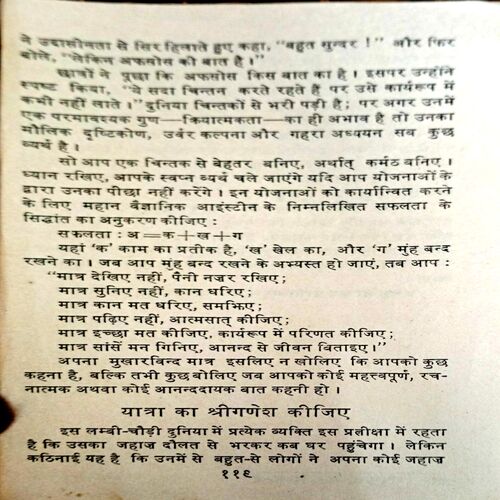 ने उदासीनता से सिर हिलाते हुए कहा, “बहुत सुन्दर !” और फिर
बोले, “लेकिन अफसोस की बात है।”
छात्रों ने पूछा कि अफसोस किस बात का है। इसपर उन्होंने
स्पष्ट किया, “ये सदा चिन्तन करते रहते हैं पर उसे कार्यरूप में
कभी नहीं लाते।” दुनिया चिन्तकों से भरी पड़ी है; पर अगर उनमें
एक परमावश्यक गुण—कियात्मकता—का ही अभाव है तो उनका
मौलिक दृष्टिकोण, उर्वर कल्पना और गहरा अध्ययन सब कुछ
व्यर्थ है।
सो आप एक चिन्तक से बेहतर बनिए, अर्थात् कर्मठ बनिए।
ध्यान रखिए, आपके स्वप्न व्यर्थ चले जाएंगे यदि आप योजनाओं के
द्वारा उनका पीछा नहीं करेंगे। इन योजनाओं को कार्यान्वित करने
के लिए महान बैज्ञानिक आइंस्टीन के निम्नलिखित सफलता के
सिद्धांत का अनुकरण कीजिए :
सफलता : अ=क+ख+ग
यहां ‘क’ काम का प्रतीक है, ‘ख’ खेल का, और ‘ग’ मुंह बन्द
रखने का। जब आप मुंह बन्द रखने के अभ्यस्त हो जाएं, तब आप :
“मात्र देखिए नहीं, पैनी नज़र रखिए;
मात्र सुनिए नहीं, कान धरिए;
मात्र कान मत धरिए, समझिए;
मात्र पढ़िए नहीं, आत्मसात् कीजिए;
मात्र इच्छा मत कीजिए, कार्यरूप में परिणत कीजिए;
मात्र सांसें मन गिनिए, आनन्द से जीवन बिताइए।”
अपना मुखारबिन्द मात्र इसलिए न खोलिए कि आपको कुछ
कहना है, बल्कि तभी कुछ बोलिए जब आपको कोई महत्त्वपूर्ण, रच-
नात्मक अथवा कोई आनन्ददायक बात कहनी हो।
यात्रा का श्रीगणेश कीजिए
इस लम्बी-चौड़ी दुनिया में प्रत्येक व्यक्ति इस प्रतीक्षा में रहता
है कि उसका जहाज़ दौलत से भरकर कब घर पहुंचेगा। लेकिन
कठिनाई यह है कि उनमें से बहुत-से लोगों ने अपना कोई जहाज़
११९